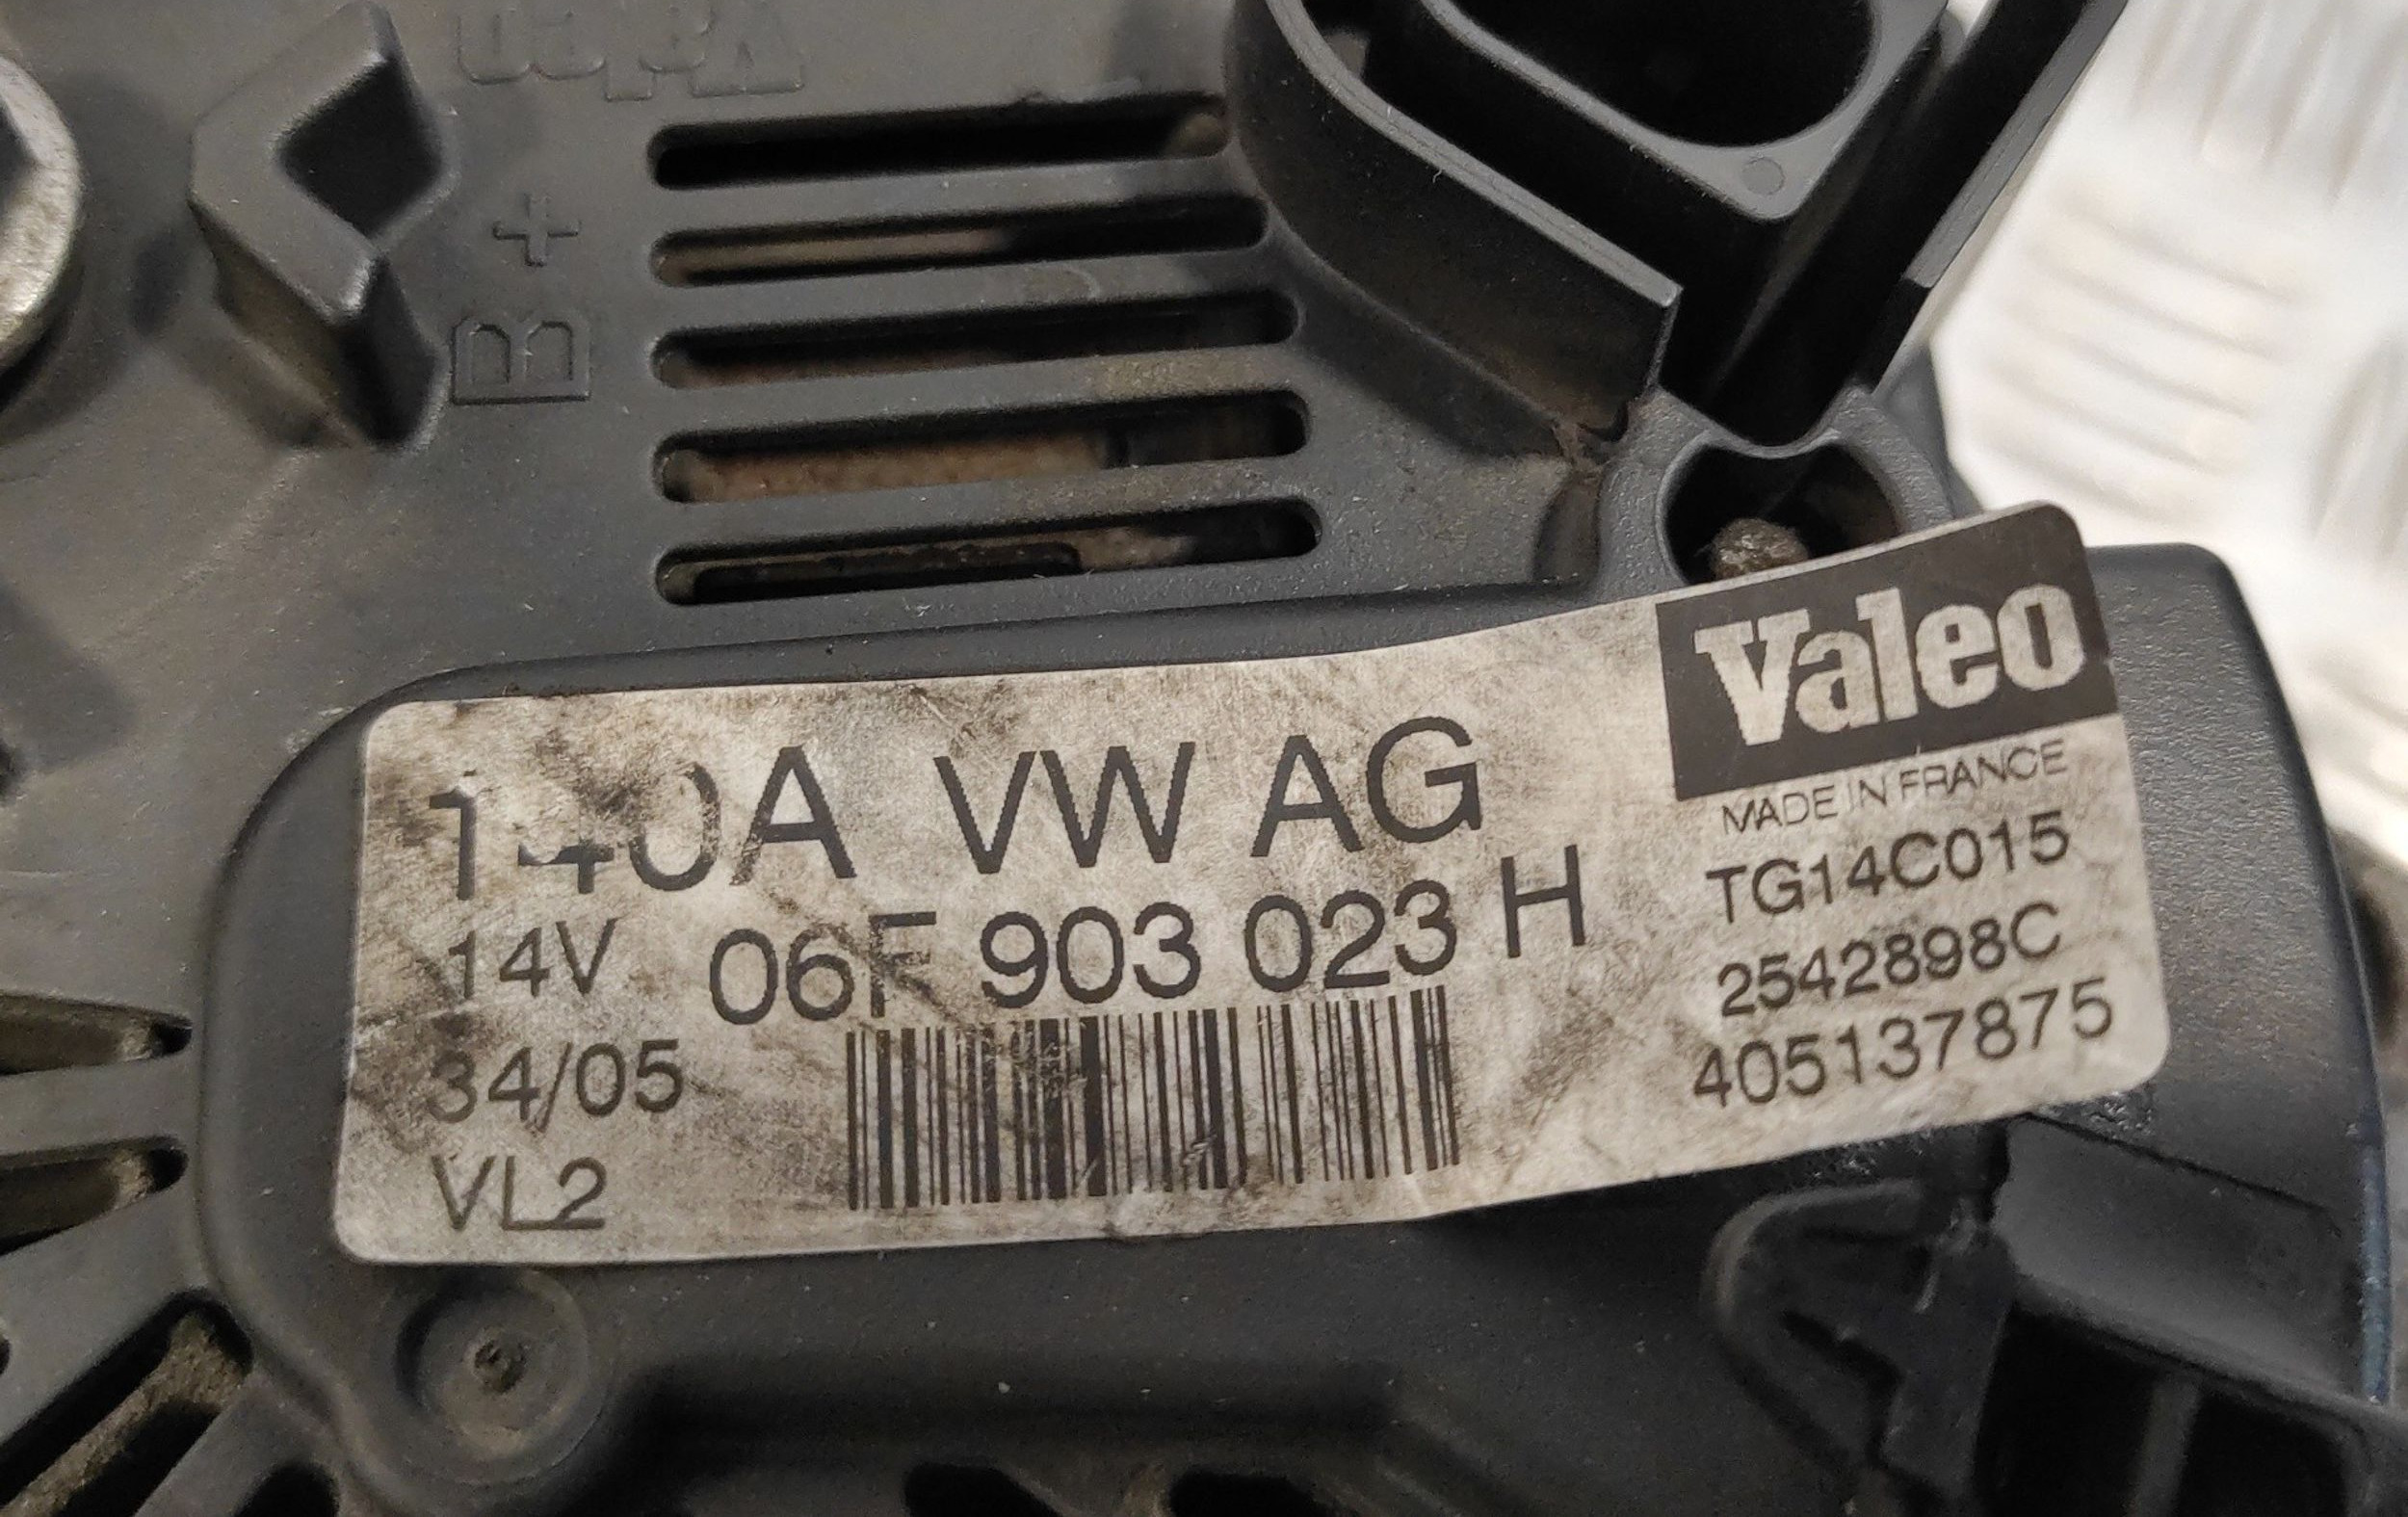 B+
Valeo
MADE IN FRANCE
140A VW AG
14V 06F 903 023 H
34/05
VL2
TG14C015
2542898C
405137875